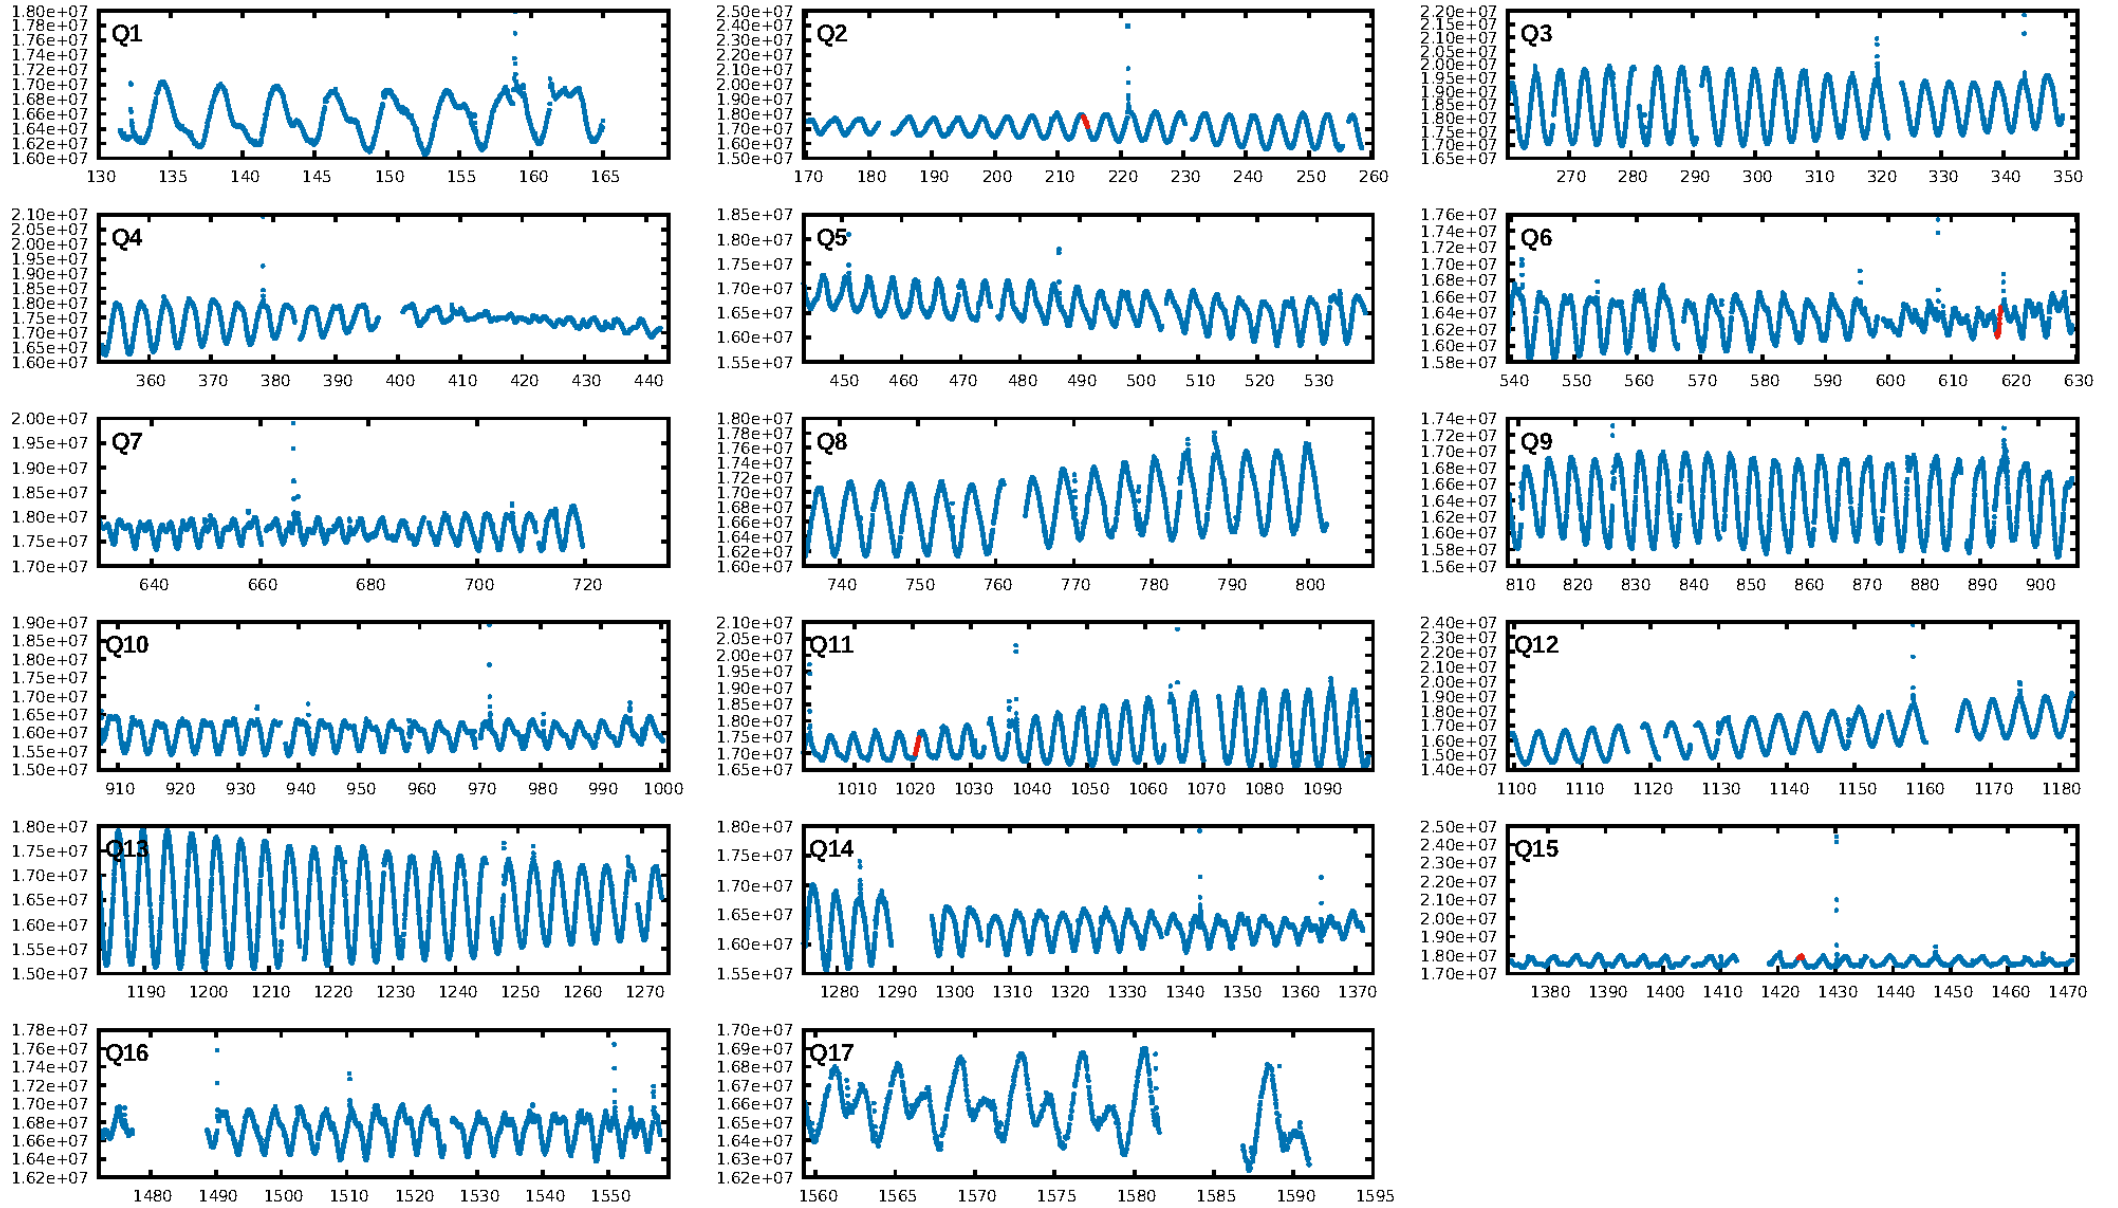 1.80e+07 1.78e+07 1.76e+07 1.74e+07 1.72e+07 1.70e+07 1.68e+07 1.66e+07 1.64e+07 1.62e+07 1.60e+07
Q1
130 135 140 145 150 155 160 165
2.50e+07 2.40e+07 2.30e+07 2.20e+07 2.10e+07 2.00e+07 1.90e+07 1.80e+07 1.70e+07 1.60e+07 1.50e+07
Q2
170 180 190 200 210 220 230 240 250 260
2.20e+07 2.15e+07 2.10e+07 2.05e+07 2.00e+07 1.95e+07 1.90e+07 1.85e+07 1.80e+07 1.75e+07 1.70e+07 1.65e+07
Q3
270 280 290 300 310 320 330 340 350
2.10e+07 2.05e+07 2.00e+07 1.95e+07 1.90e+07 1.85e+07 1.80e+07 1.75e+07 1.70e+07 1.65e+07 1.60e+07
Q4
360 370 380 390 400 410 420 430 440
1.85e+07 1.80e+07 1.75e+07 1.70e+07 1.65e+07 1.60e+07 1.55e+07
Q5
450 460 470 480 490 500 510 520 530
1.76e+07 1.74e+07 1.72e+07 1.70e+07 1.68e+07 1.66e+07 1.64e+07 1.62e+07 1.60e+07 1.58e+07
Q6
540 550 560 570 580 590 600 610 620 630
2.00e+07 1.95e+07 1.90e+07 1.85e+07 1.80e+07 1.75e+07 1.70e+07
Q7
640 660 680 700 720
1.80e+07 1.78e+07 1.76e+07 1.74e+07 1.72e+07 1.70e+07 1.68e+07 1.66e+07 1.64e+07 1.62e+07 1.60e+07
Q8
740 750 760 770 780 790 800
1.74e+07 1.72e+07 1.70e+07 1.68e+07 1.66e+07 1.64e+07 1.62e+07 1.60e+07 1.58e+07 1.56e+07
Q9
810 820 830 840 850 860 870 880 890 900
1.90e+07 1.85e+07 1.80e+07 1.75e+07 1.70e+07 1.65e+07 1.60e+07 1.55e+07 1.50e+07
Q10
910 920 930 940 950 960 970 980 990 1000
2.10e+07 2.05e+07 2.00e+07 1.95e+07 1.90e+07 1.85e+07 1.80e+07 1.75e+07 1.70e+07 1.65e+07
Q11
1010 1020 1030 1040 1050 1060 1070 1080 1090
2.40e+07 2.30e+07 2.20e+07 2.10e+07 2.00e+07 1.90e+07 1.80e+07 1.70e+07 1.60e+07 1.50e+07 1.40e+07
Q12
1100 1110 1120 1130 1140 1150 1160 1170 1180
1.80e+07 1.75e+07 1.70e+07 1.65e+07 1.60e+07 1.55e+07 1.50e+07
Q13
1190 1200 1210 1220 1230 1240 1250 1260 1270
1.80e+07 1.75e+07 1.70e+07 1.65e+07 1.60e+07 1.55e+07
Q14
1280 1290 1300 1310 1320 1330 1340 1350 1360 1370
2.50e+07 2.40e+07 2.30e+07 2.20e+07 2.10e+07 2.00e+07 1.90e+07 1.80e+07 1.70e+07
Q15
1380 1390 1400 1410 1420 1430 1440 1450 1460 1470
1.78e+07 1.76e+07 1.74e+07 1.72e+07 1.70e+07 1.68e+07 1.66e+07 1.64e+07 1.62e+07
Q16
1480 1490 1500 1510 1520 1530 1540 1550
1.70e+07 1.69e+07 1.68e+07 1.67e+07 1.66e+07 1.65e+07 1.64e+07 1.63e+07 1.62e+07
Q17
1560 1565 1570 1575 1580 1585 1590 1595